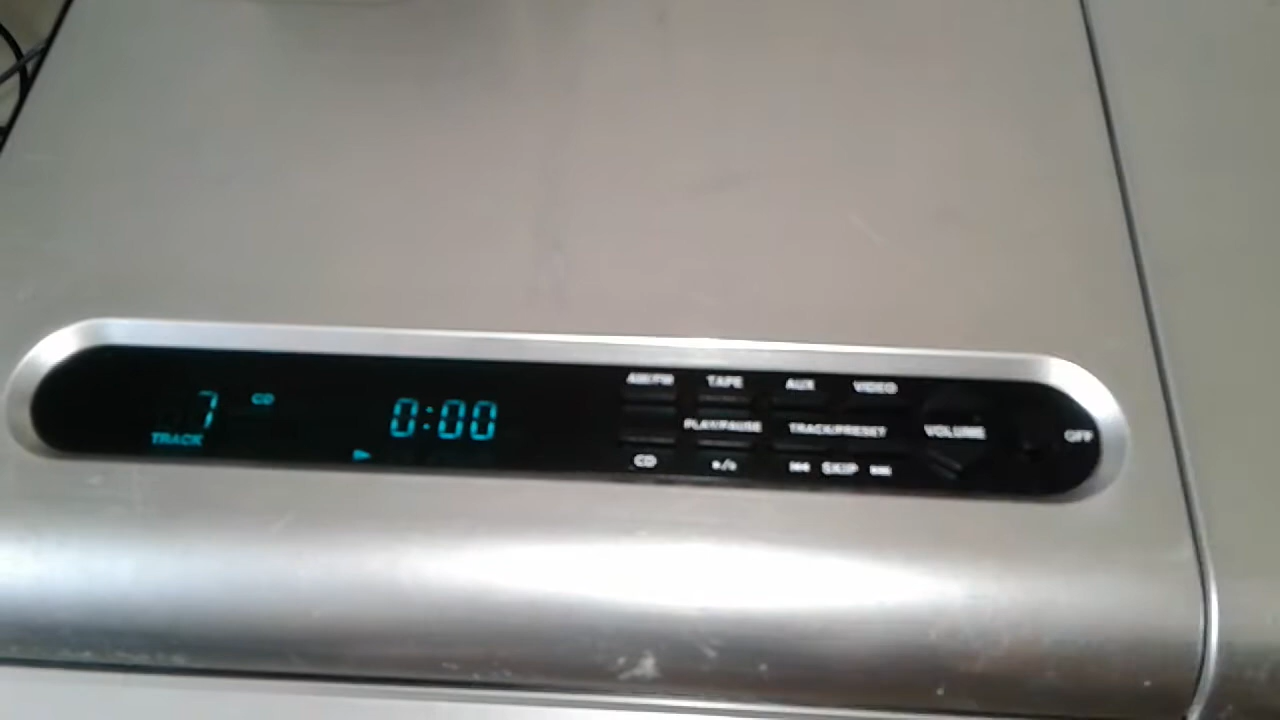 7 CD 0:00
TRACK
AM/FM TAPE AUX VIDEO
PLAY/PAUSE TRACK/PRESET VOLUME OFF
CD SKIP